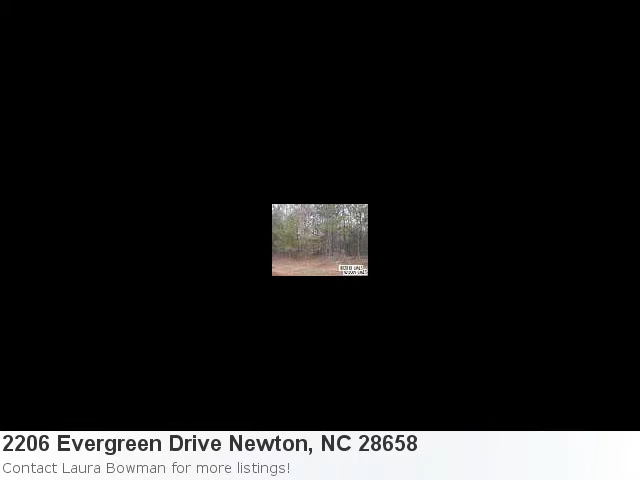 2206 Evergreen Drive Newton, NC 28658
Contact Laura Bowman for more listings!